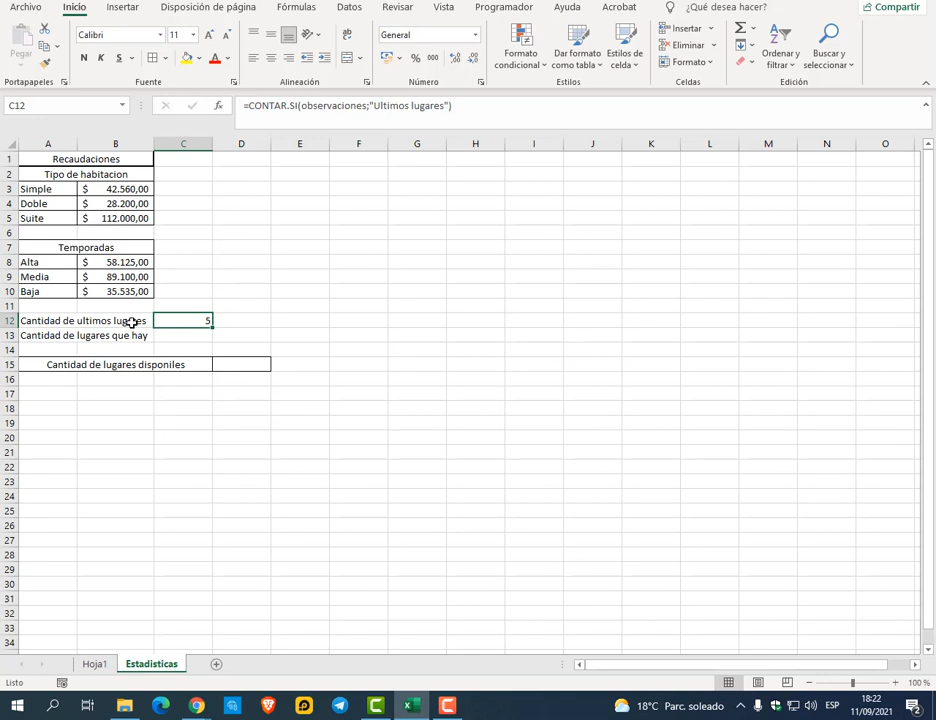 Archivo Inicio Insertar Disposición de página Fórmulas Datos Revisar Vista Programador Ayuda Acrobat ¿Qué desea hacer? Compartir
Pegar
Calibri 11
N K S
General
$ % 000
Formato condicional
Dar formato como tabla
Estilos de celda
Insertar
Eliminar
Formato
Ordenar y filtrar
Buscar y seleccionar
Portapapeles Fuente Alineación Número Estilos Celdas Edición
C12 fx =CONTAR.SI(observaciones;"Ultimos lugares")
A B C D E F G H I J K L M N O
1 Recaudaciones
2 Tipo de habitacion
3 Simple $ 42.560,00
4 Doble $ 28.200,00
5 Suite $ 112.000,00
6
7 Temporadas
8 Alta $ 58.125,00
9 Media $ 89.100,00
10 Baja $ 35.535,00
11
12 Cantidad de ultimos lugares 5
13 Cantidad de lugares que hay
14
15 Cantidad de lugares disponiles
16
17
18
19
20
21
22
23
24
25
26
27
28
29
30
31
32
33
34
Hoja1 Estadisticas
Listo 100 %
18°C Parc. soleado ESP 18:22
11/09/2021 2